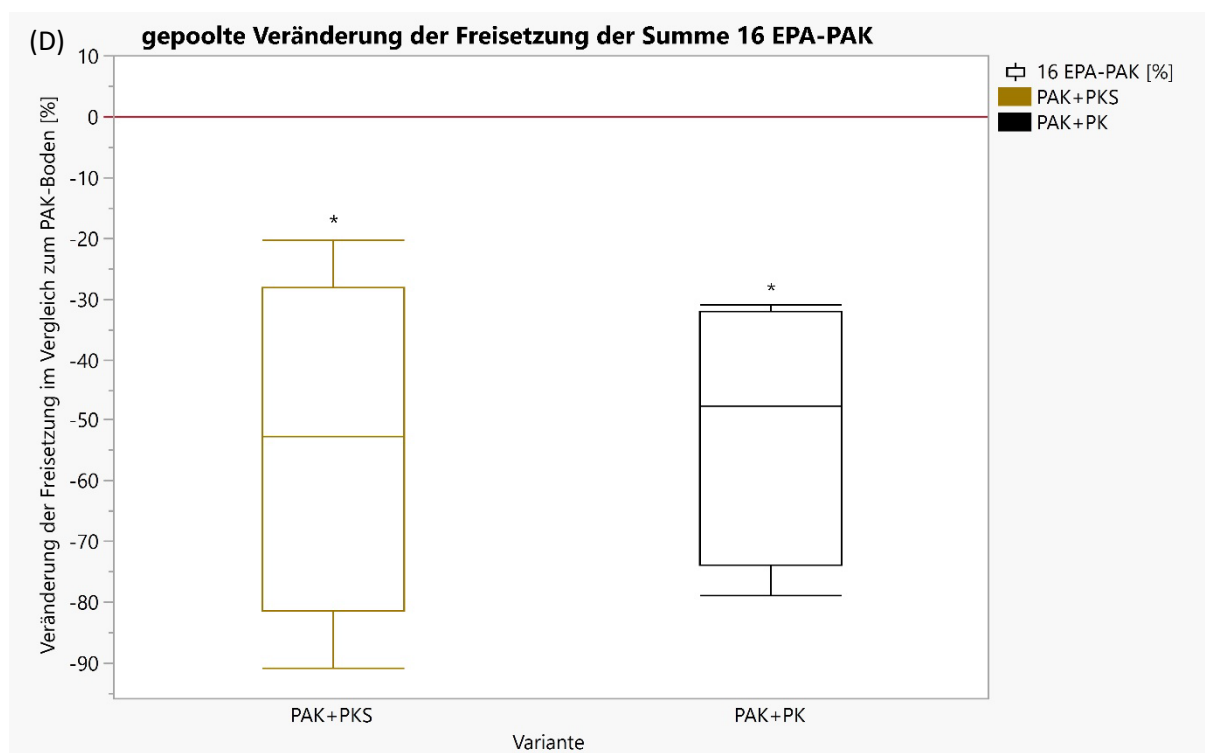 (D)
gepoolte Veränderung der Freisetzung der Summe 16 EPA-PAK
Veränderung der Freisetzung im Vergleich zum PAK-Boden [%]
10
0
-10
-20
-30
-40
-50
-60
-70
-80
-90
*
*
PAK+PKS
PAK+PK
Variante
16 EPA-PAK [%]
PAK+PKS
PAK+PK